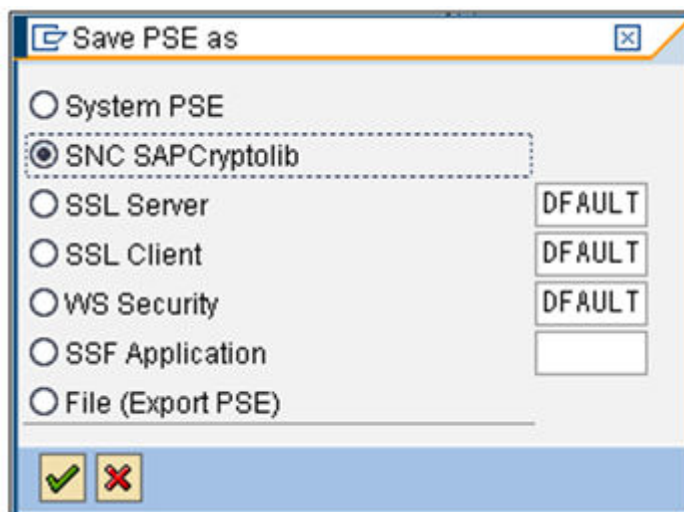 Save PSE as
System PSE
SNC SAPCryptolib
SSL Server DFAULT
SSL Client DFAULT
WS Security DFAULT
SSF Application
File (Export PSE)